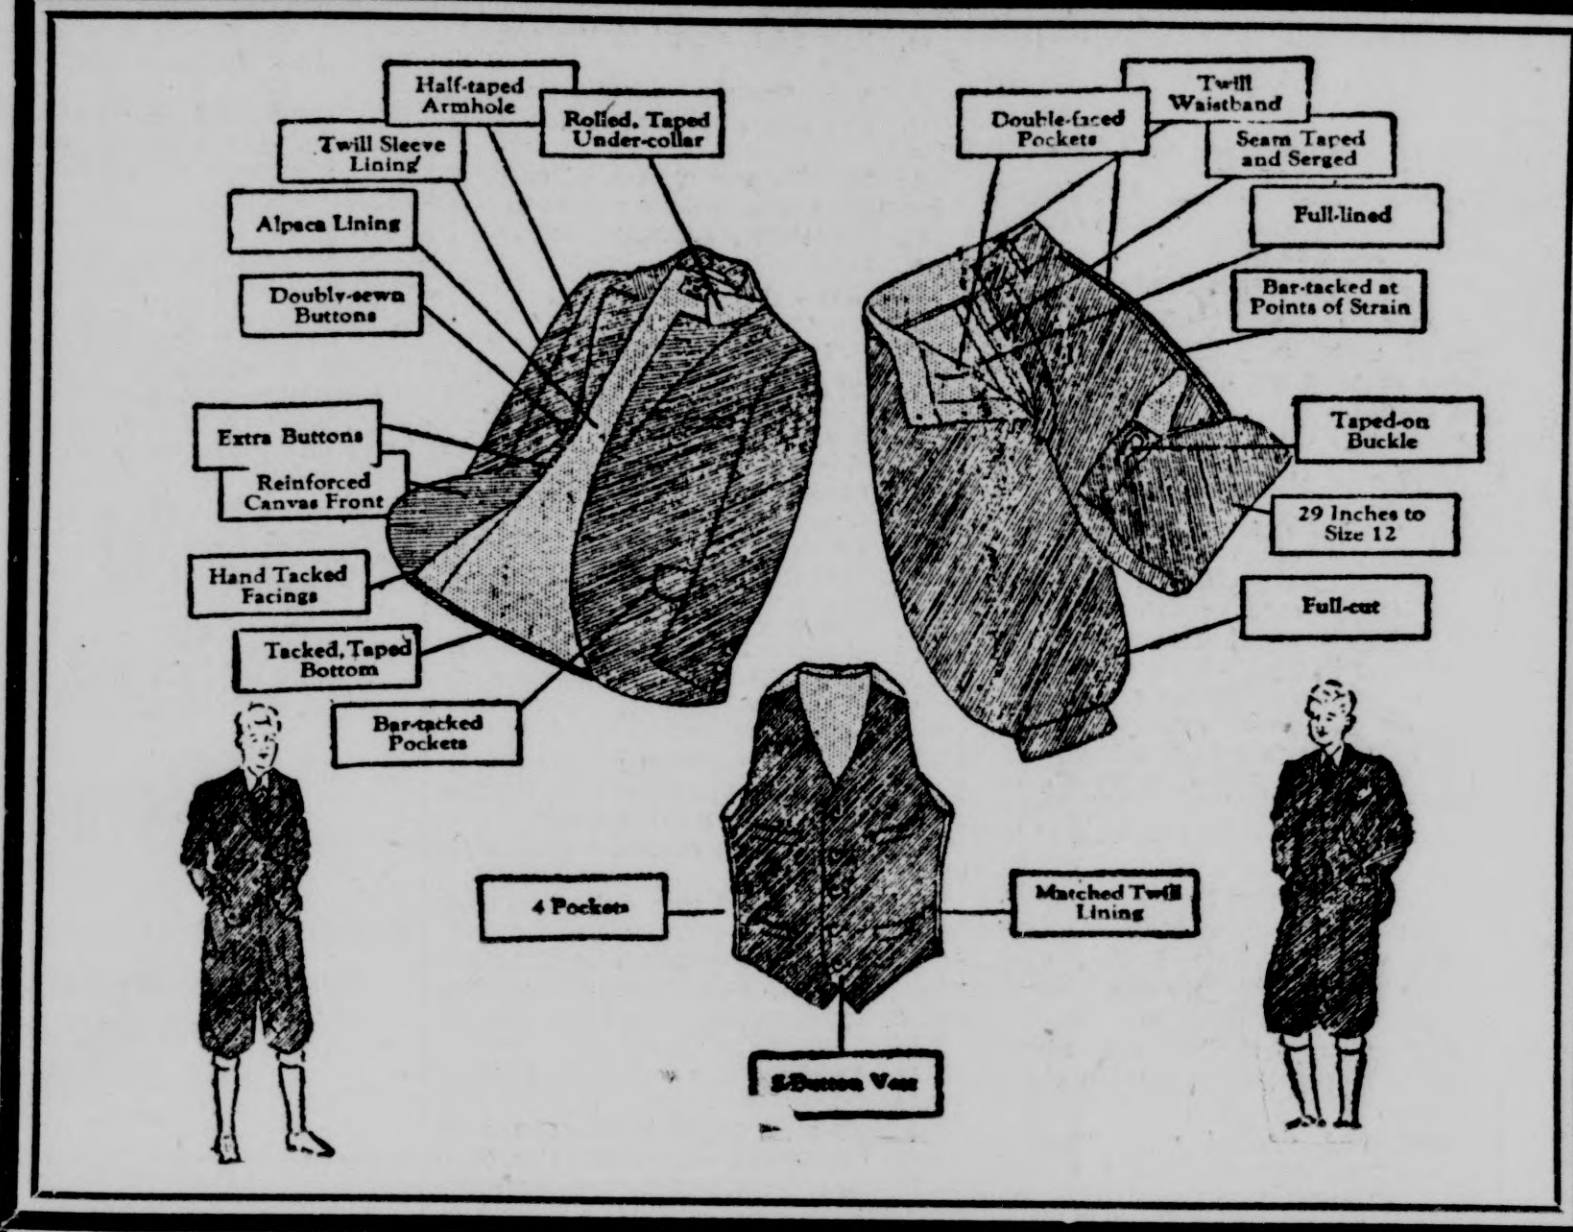 Half-taped
Armhole
Rolled, Taped
Under-collar
Twill Sleeve
Lining
Alpaca Lining
Doubly-sewn
Buttons
Extra Buttons
Reinforced
Canvas Front
Hand Tacked
Facings
Tacked, Taped
Bottom
Bar-tacked
Pockets
Double-faced
Pockets
Twill
Waistband
Seam Taped
and Serged
Full-lined
Bar-tacked at
Points of Strain
Taped-on
Buckle
29 Inches to
Size 12
Full-cut
4 Pockets
Matched Twill
Lining
5-Button Vest